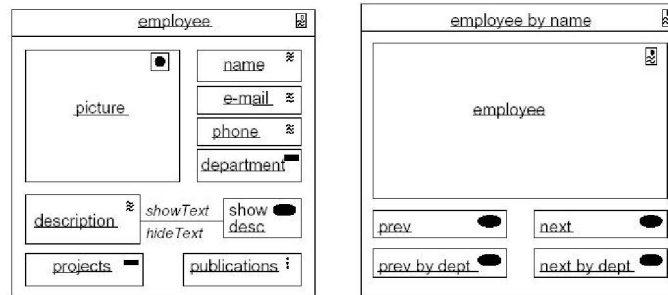 employee
picture
name
e-mail
phone
department
description
showText
hideText
show
desc
projects
publications
employee by name
employee
prev
next
prev by dept
next by dept